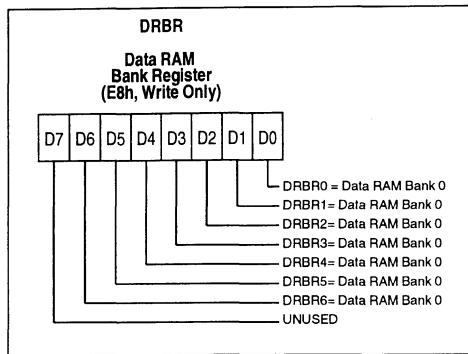 DRBR
Data RAM
Bank Register
(E8h, Write Only)
D7 D6 D5 D4 D3 D2 D1 D0
DRBR0 = Data RAM Bank 0
DRBR1= Data RAM Bank 0
DRBR2= Data RAM Bank 0
DRBR3= Data RAM Bank 0
DRBR4= Data RAM Bank 0
DRBR5= Data RAM Bank 0
DRBR6= Data RAM Bank 0
UNUSED